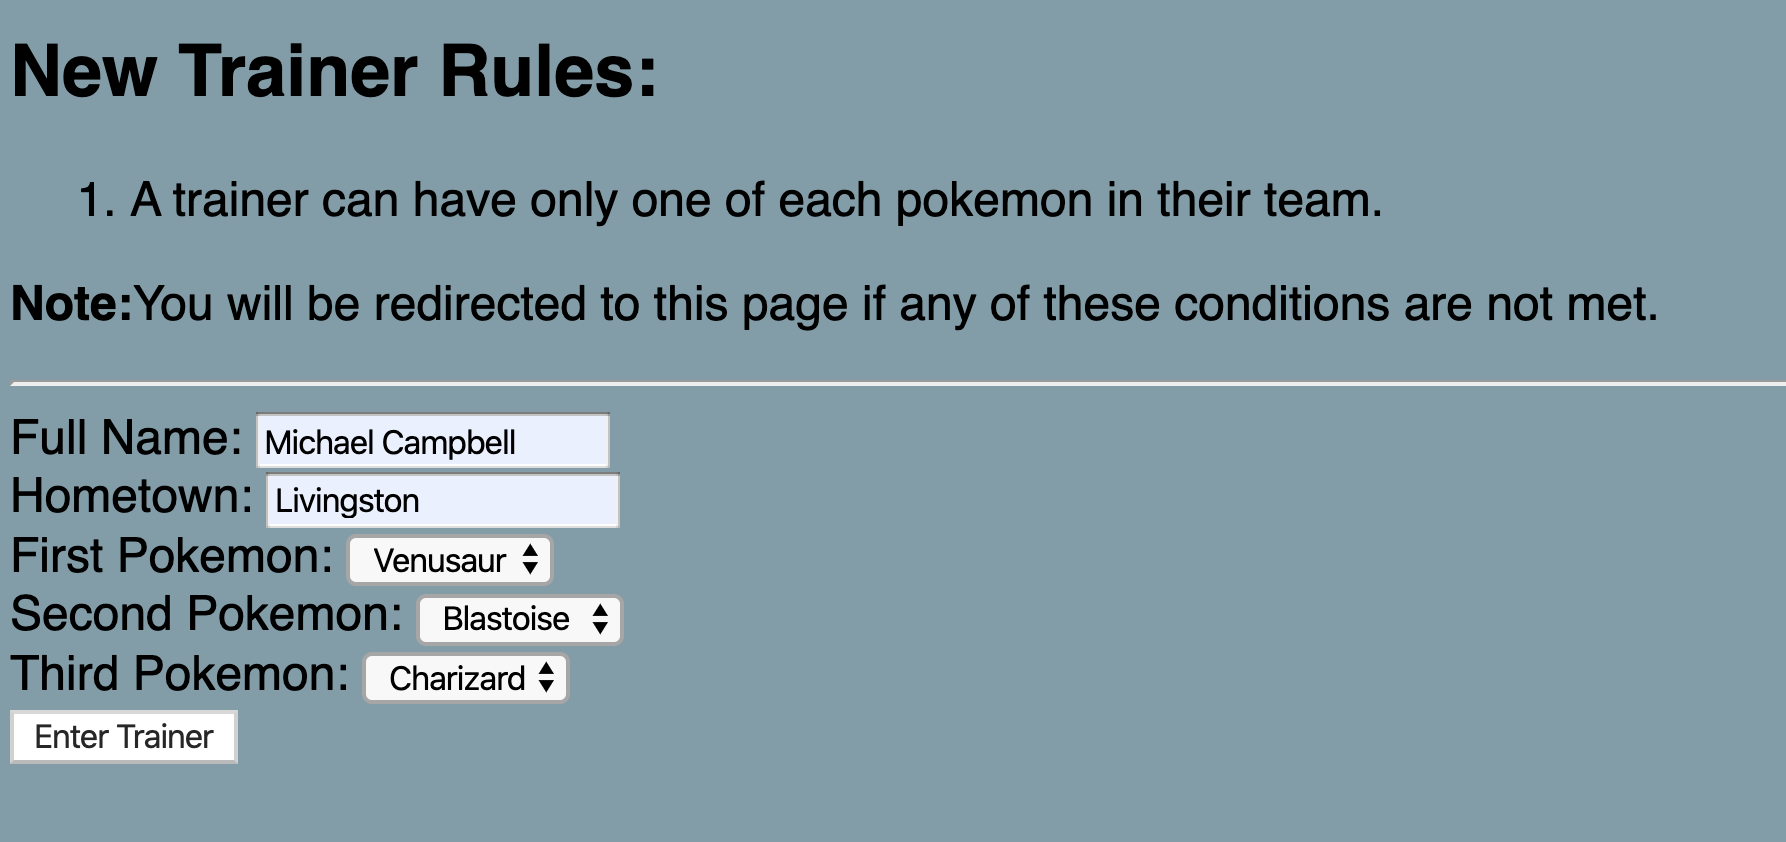 New Trainer Rules:
1. A trainer can have only one of each pokemon in their team.
Note:You will be redirected to this page if any of these conditions are not met.
Full Name: Michael Campbell
Hometown: Livingston
First Pokemon: Venusaur
Second Pokemon: Blastoise
Third Pokemon: Charizard
Enter Trainer